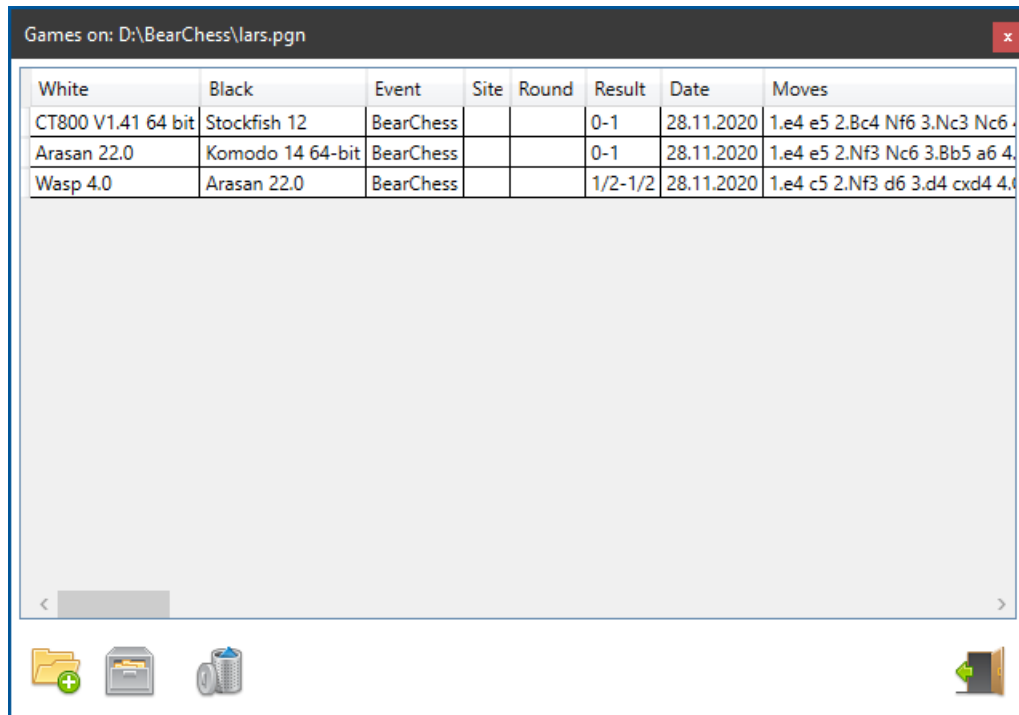 Games on: D:\BearChess\lars.pgn x
White Black Event Site Round Result Date Moves
CT800 V1.41 64 bit Stockfish 12 BearChess 0-1 28.11.2020 1.e4 e5 2.Bc4 Nf6 3.Nc3 Nc6
Arasan 22.0 Komodo 14 64-bit BearChess 0-1 28.11.2020 1.e4 e5 2.Nf3 Nc6 3.Bb5 a6 4.
Wasp 4.0 Arasan 22.0 BearChess 1/2-1/2 28.11.2020 1.e4 c5 2.Nf3 d6 3.d4 cxd4 4.